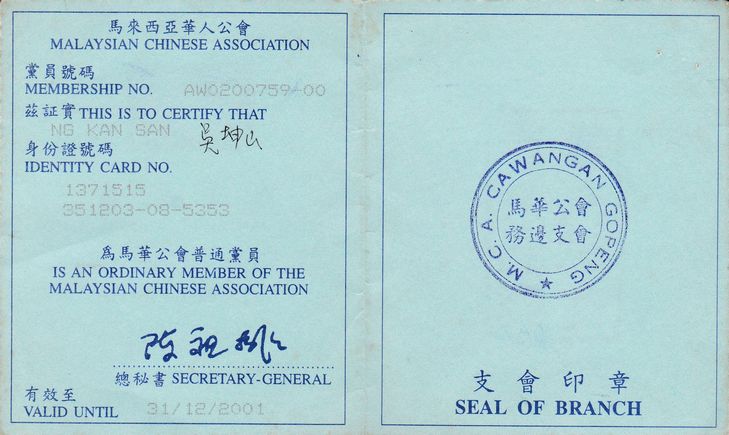 馬來西亞華人公會
MALAYSIAN CHINESE ASSOCIATION
黨員號碼
MEMBERSHIP NO. AW0200759-00
茲証實 THIS IS TO CERTIFY THAT
NG KAN SAN 吳坤山
身份證號碼
IDENTITY CARD NO.
1371515
351203-08-5353
爲馬華公會普通黨員
IS AN ORDINARY MEMBER OF THE
MALAYSIAN CHINESE ASSOCIATION
總秘書 SECRETARY-GENERAL
有效至
VALID UNTIL 31/12/2001
M.C.A. CAWANGAN GOPENG
馬華公會
務邊支會
支會印章
SEAL OF BRANCH